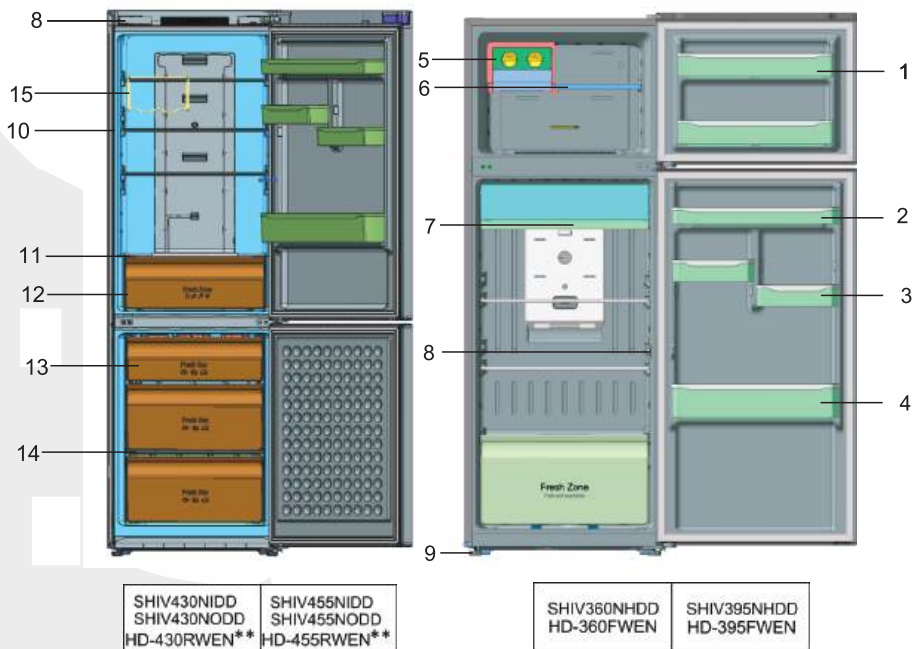 8
15
10
11
12
13
14
Fresh Zone
5
6
1
7
2
3
8
4
9
Fresh Zone
SHIV430NIDD
SHIV430NODD
HD-430RWEN**
SHIV455NIDD
SHIV455NODD
HD-455RWEN**
SHIV360NHDD
HD-360FWEN
SHIV395NHDD
HD-395FWEN